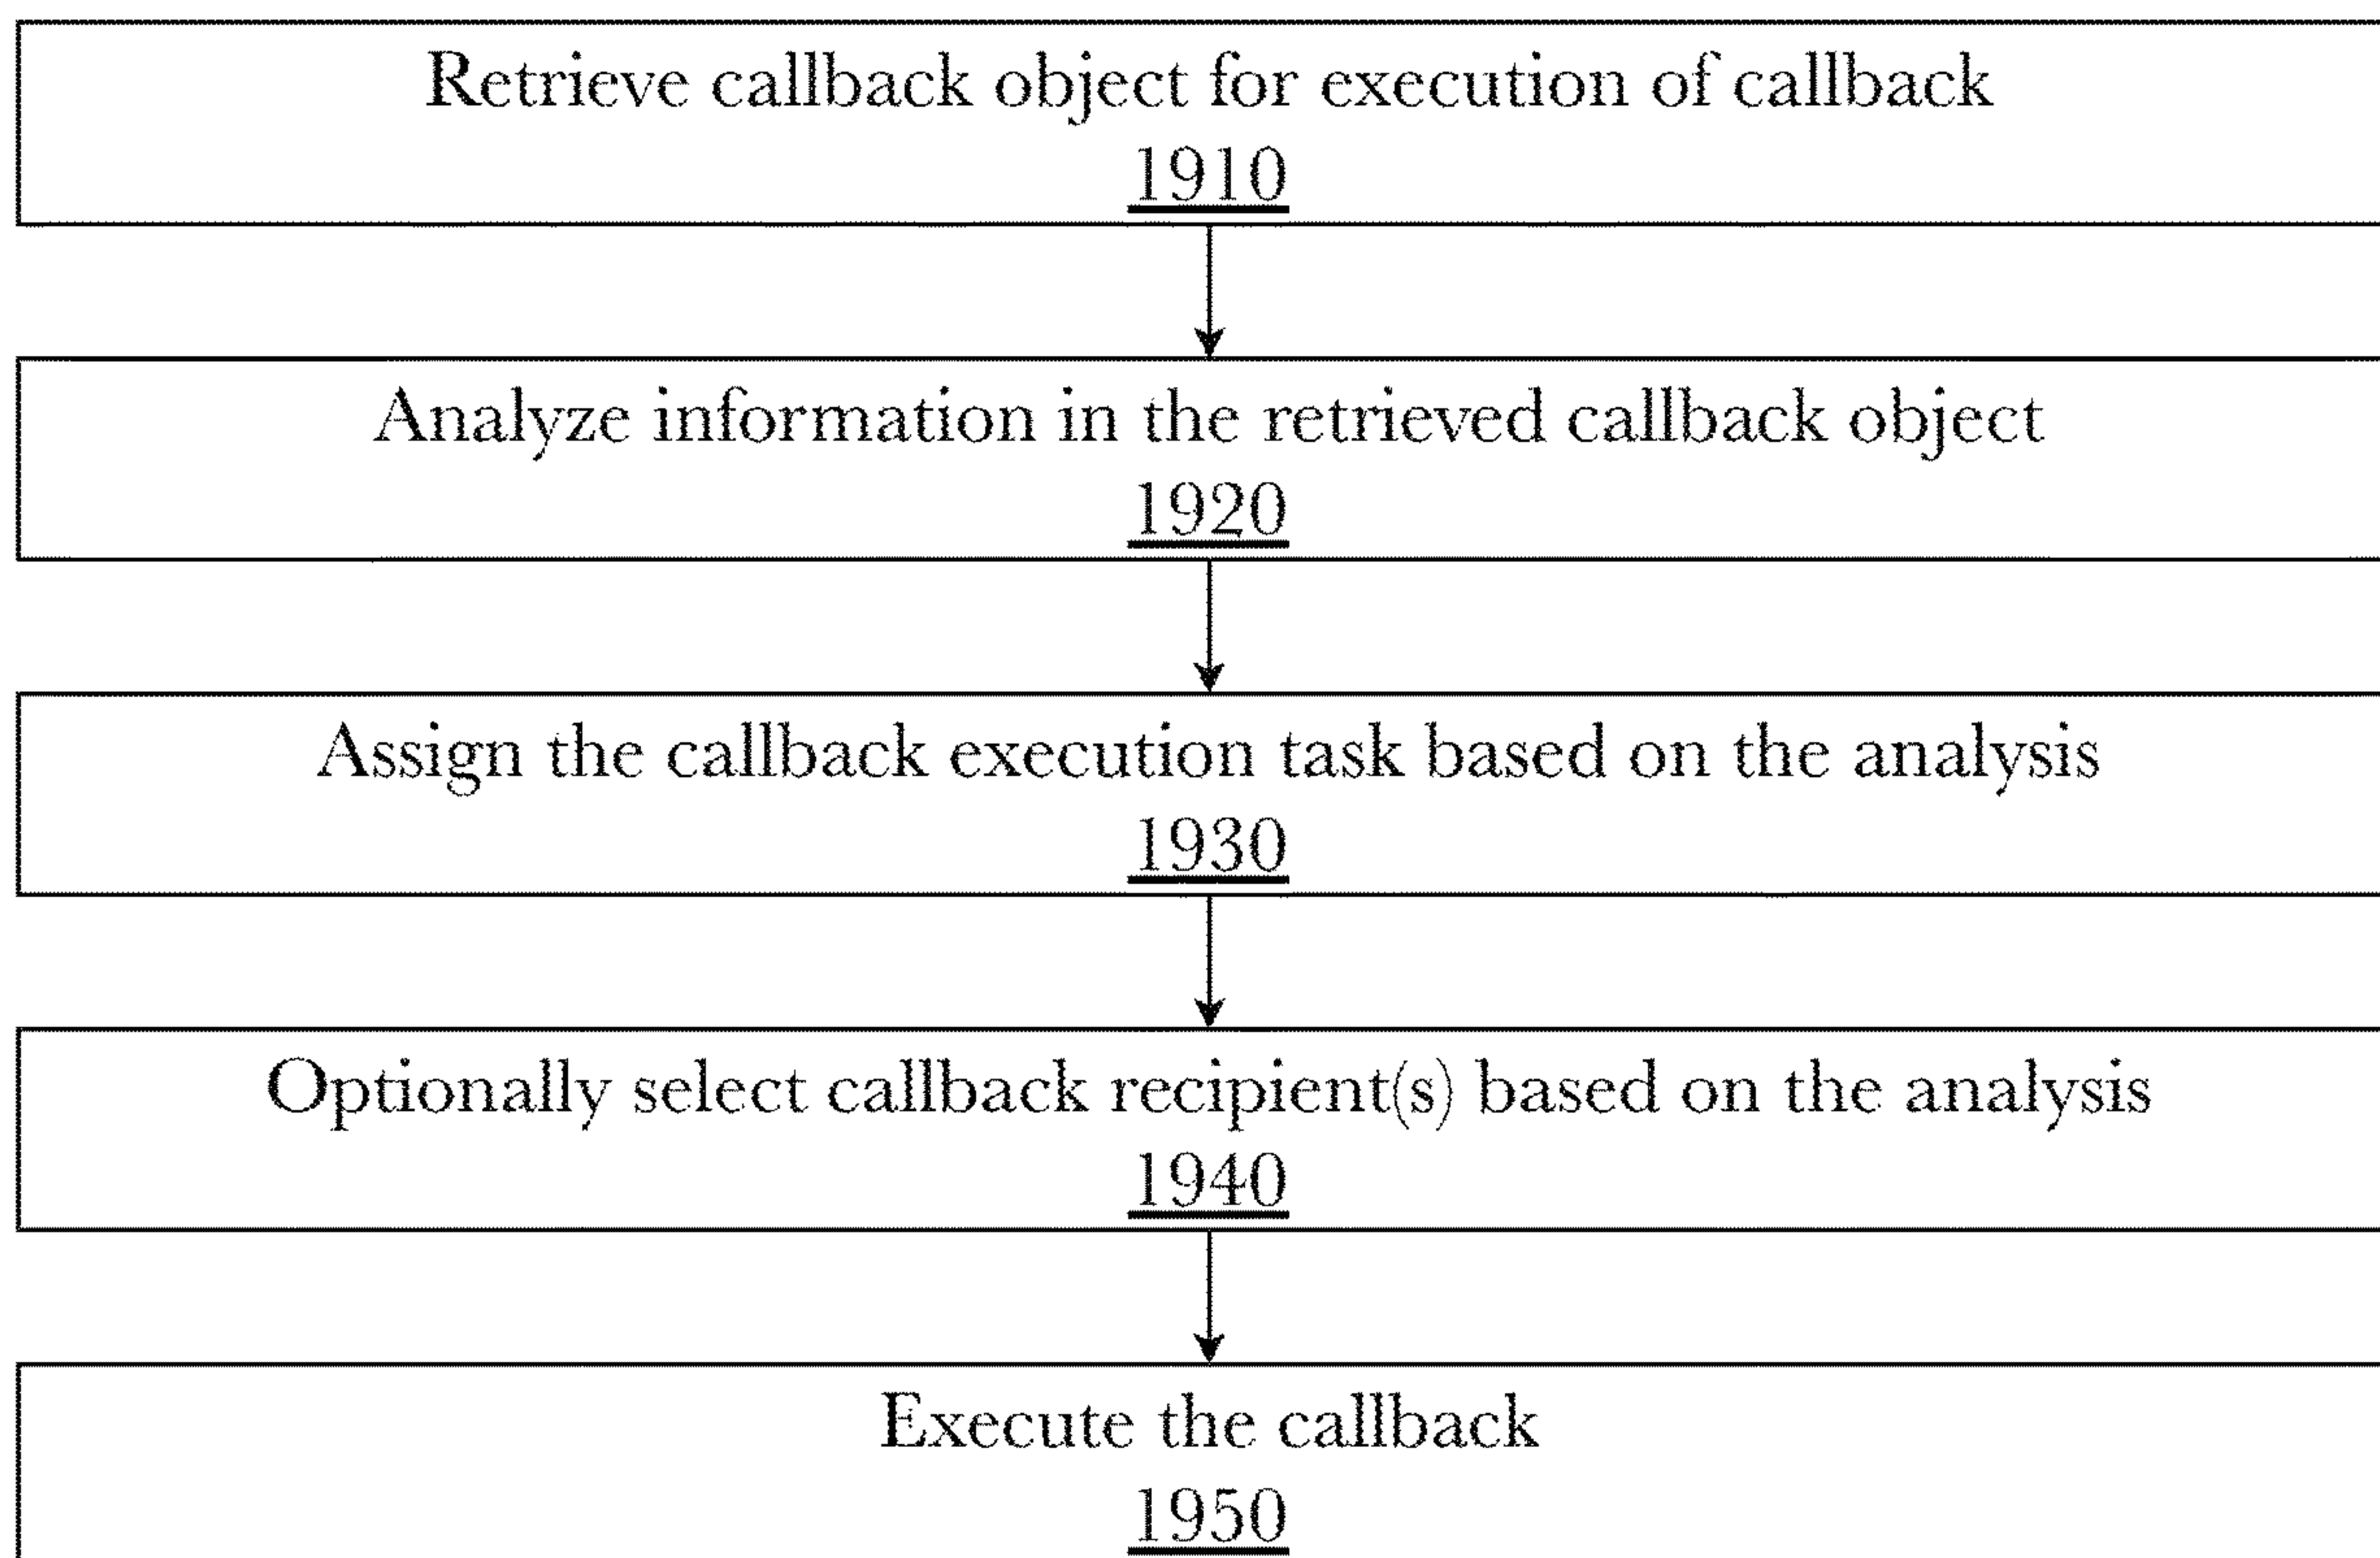 Retrieve callback object for execution of callback
1910
Analyze information in the retrieved callback object
1920
Assign the callback execution task based on the analysis
1930
Optionally select callback recipient(s) based on the analysis
1940
Execute the callback
1950